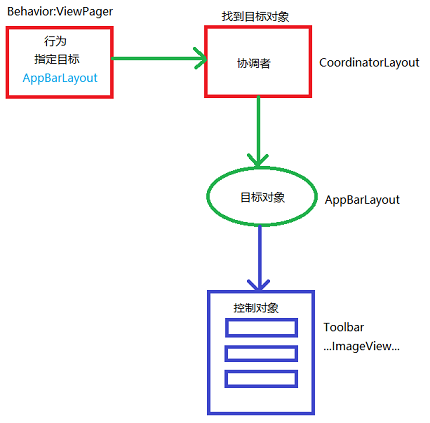 Behavior:ViewPager
行为
指定目标
AppBarLayout
找到目标对象
协调者
CoordinatorLayout
目标对象
AppBarLayout
控制对象
Toolbar
...ImageView...